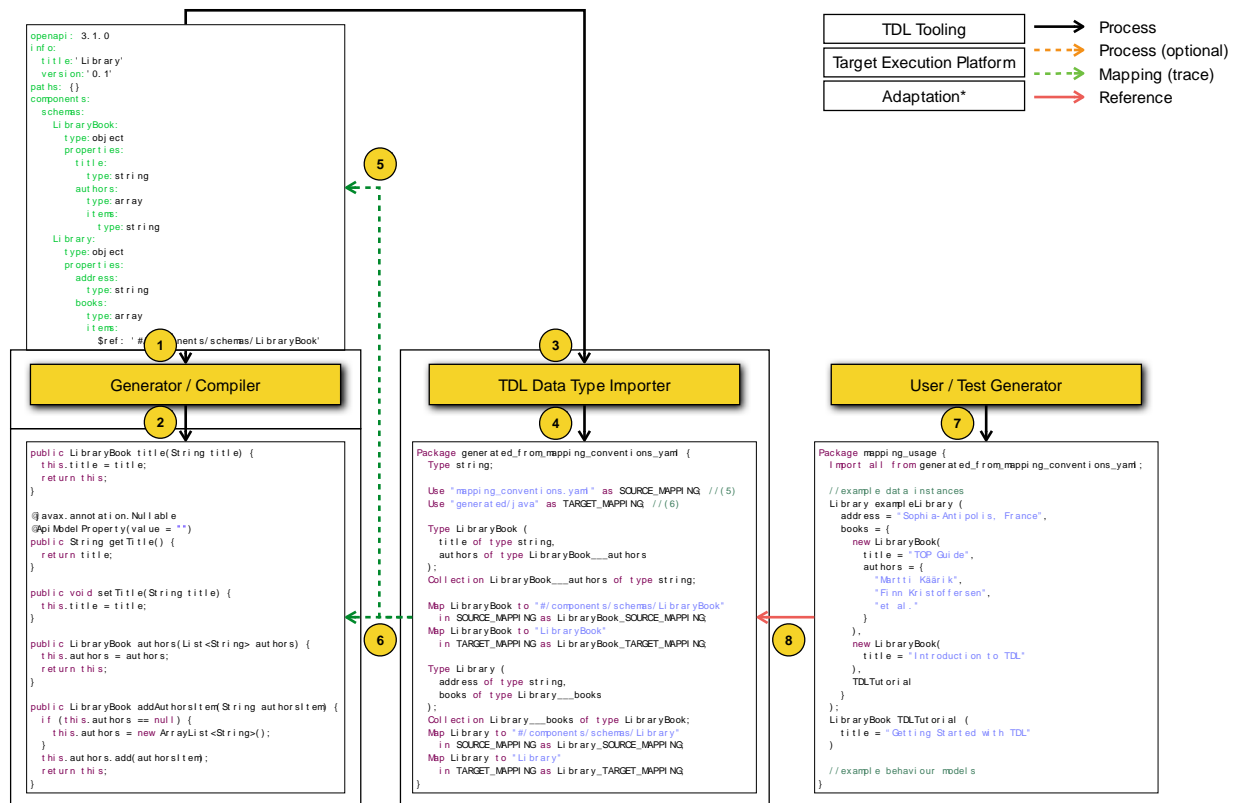 openapi: 3.1.0
info:
title:'Library'
version:'0.1'
paths: {}
components:
schemas:
LibraryBook:
type:object
properties:
title:
type:string
authors:
type:array
items:
type:string
Library:
type:object
properties:
address:
type:string
books:
type:array
items:
$ref: '#/ nents/schemas/LibraryBook'
TDL Tooling
Target Execution Platform
Adaptation*
Process
Process (optional)
Mapping (trace)
Reference
5
1
3
Generator / Compiler
TDL Data Type Importer
User / Test Generator
2
4
7
public LibraryBook title(String title) {
this.title = title;
return this;
}
@javax.annotation.Nullable
@ApiModelProperty(value = "")
public String getTitle() {
return title;
}
public void setTitle(String title) {
this.title = title;
}
public LibraryBook authors(List<String> authors) {
this.authors = authors;
return this;
}
public LibraryBook addAuthorsItem(String authorsItem) {
if (this.authors == null) {
this.authors = new ArrayList<String>();
}
this.authors.add(authorsItem);
return this;
}
6
Package generated_from_mapping_conventions_yaml {
Type string;
Use "mapping_conventions.yaml" as SOURCE_MAPPING; //(5)
Use "generated/java" as TARGET_MAPPING; //(6)
Type LibraryBook (
title of type string,
authors of type LibraryBook___authors
);
Collection LibraryBook___authors of type string;
Map LibraryBook to "#/components/schemas/LibraryBook"
in SOURCE_MAPPING as LibraryBook_SOURCE_MAPPING;
Map LibraryBook to "LibraryBook"
in TARGET_MAPPING as LibraryBook_TARGET_MAPPING;
Type Library (
address of type string,
books of type Library___books
);
Collection Library___books of type LibraryBook;
Map Library to "#/components/schemas/Library"
in SOURCE_MAPPING as Library_SOURCE_MAPPING;
Map Library to "Library"
in TARGET_MAPPING as Library_TARGET_MAPPING;
}
8
Package mapping_usage {
Import all from generated_from_mapping_conventions_yaml;
//example data instances
Library exampleLibrary (
address = "Sophia-Antipolis, France",
books = {
new LibraryBook(
title = "TOP Guide",
authors = {
"Martti Käärik",
"Finn Kristoffersen",
"et al."
}
),
new LibraryBook(
title = "Introduction to TDL"
),
TDLTutorial
}
);
LibraryBook TDLTutorial (
title = "Getting Started with TDL"
)
//example behaviour models
}